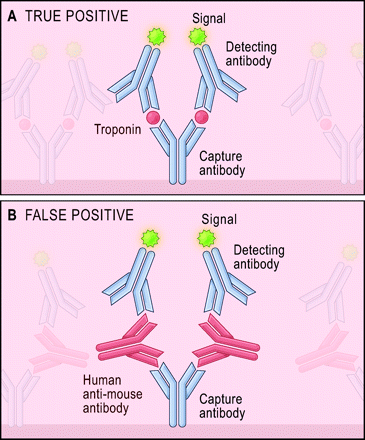 A TRUE POSITIVE
Signal
Detecting
antibody
Troponin
Capture
antibody
B FALSE POSITIVE
Signal
Detecting
antibody
Human
anti-mouse
antibody
Capture
antibody